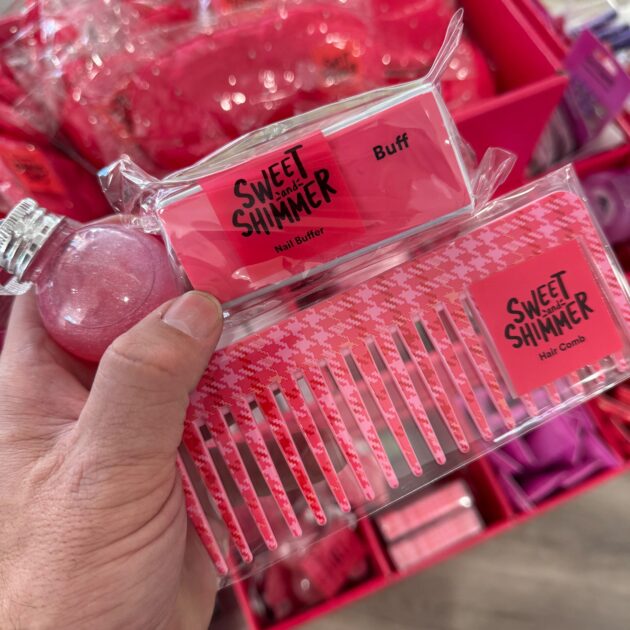 SWEET
and
SHIMMER
Nail Buffer
Buff
SWEET
and
SHIMMER
Hair Comb